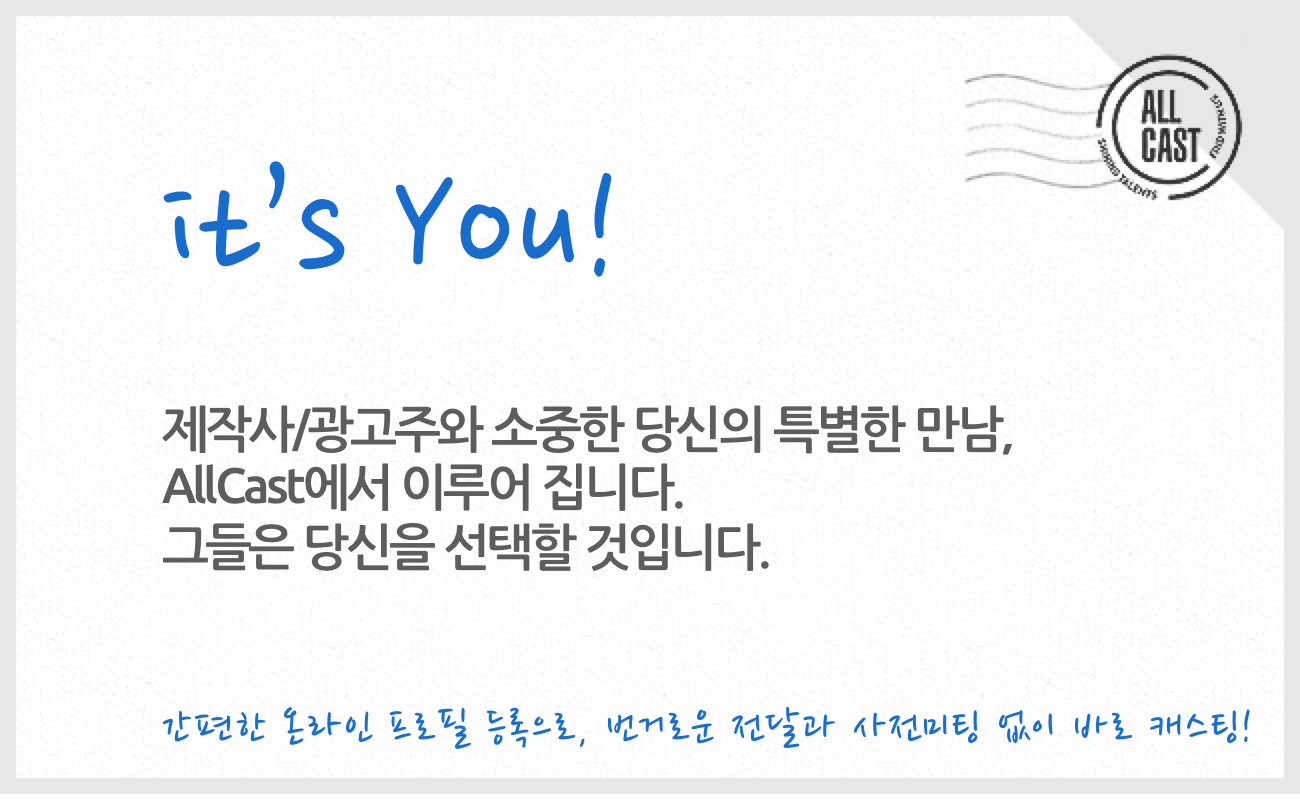 ALL
CAST
SHARING TALENTS
it's You!
제작사/광고주와 소중한 당신의 특별한 만남,
AllCast에서 이루어 집니다.
그들은 당신을 선택할 것입니다.
간편한 온라인 프로필 등록으로, 번거로운 전달과 사전미팅 없이 바로 캐스팅!